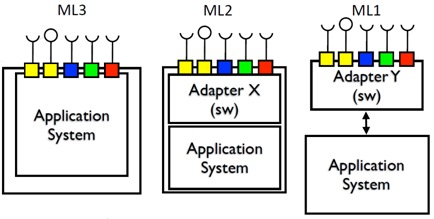 ML3
ML2
ML1
Application
System
Adapter X
(sw)
Application
System
Adapter Y
(sw)
Application
System